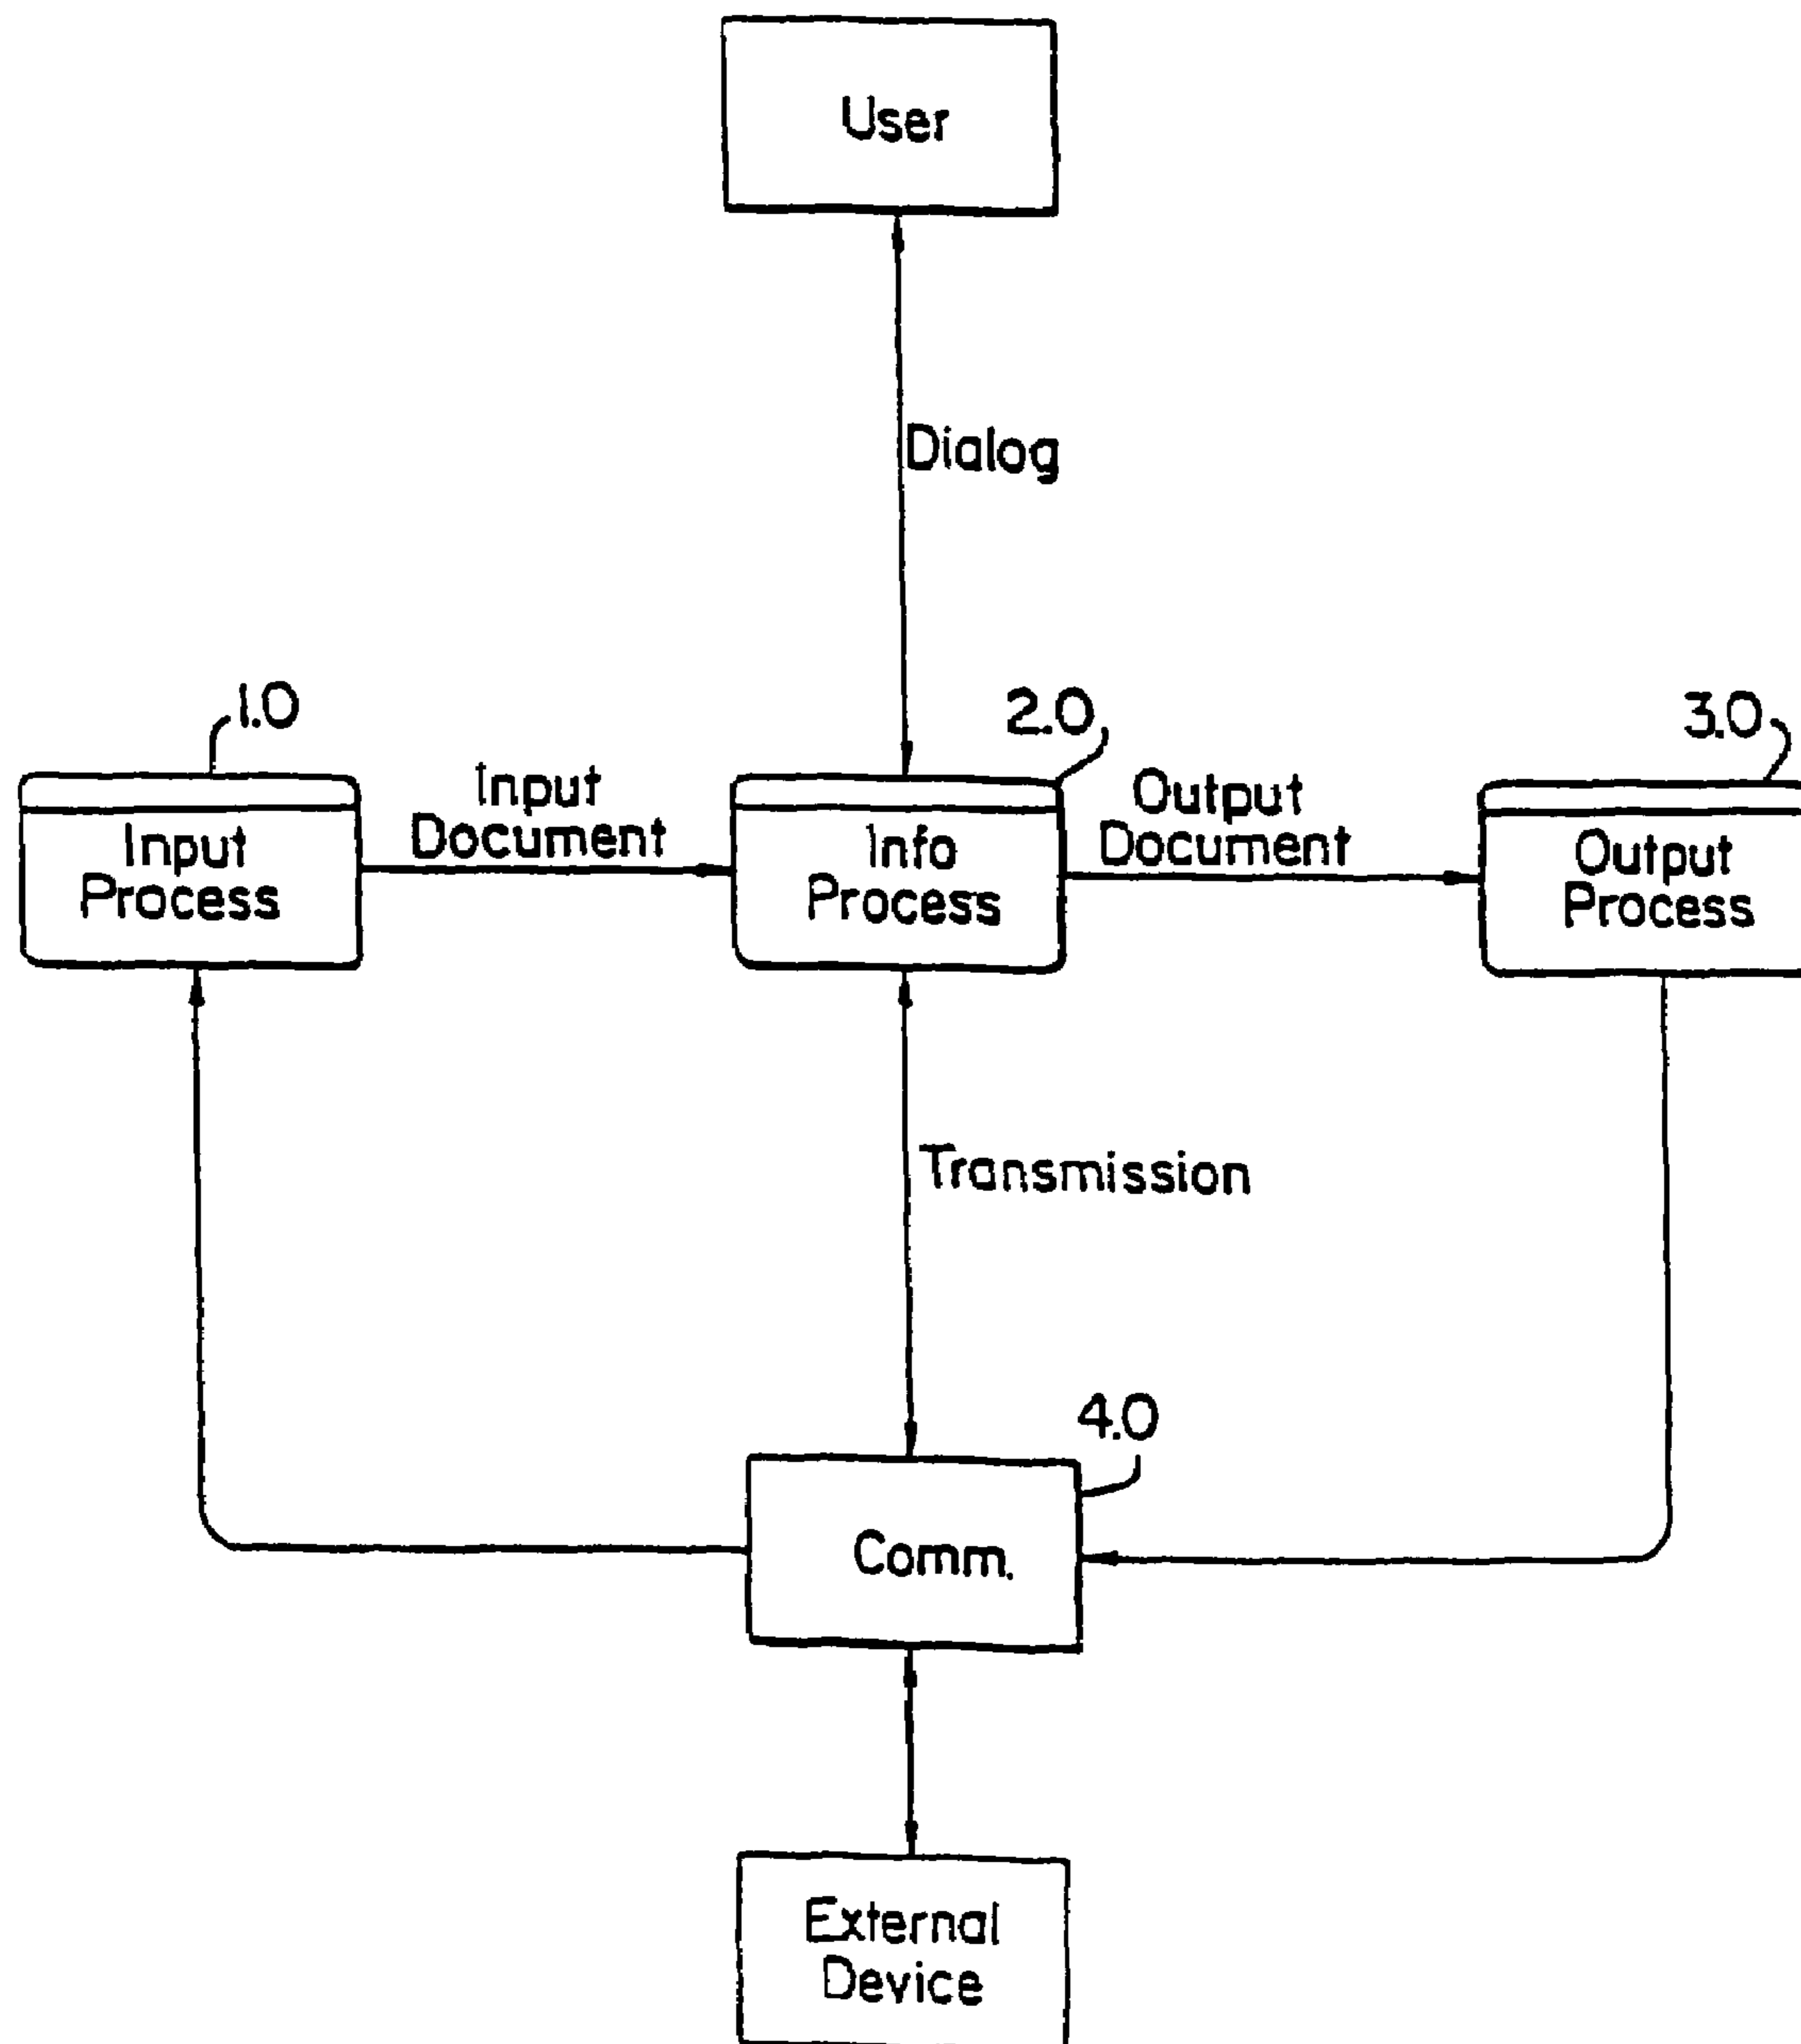 User
Dialog
1.0
2.0
3.0
Input
Document
Output
Document
Input
Process
Info
Process
Output
Process
Transmission
4.0
Comm.
External
Device